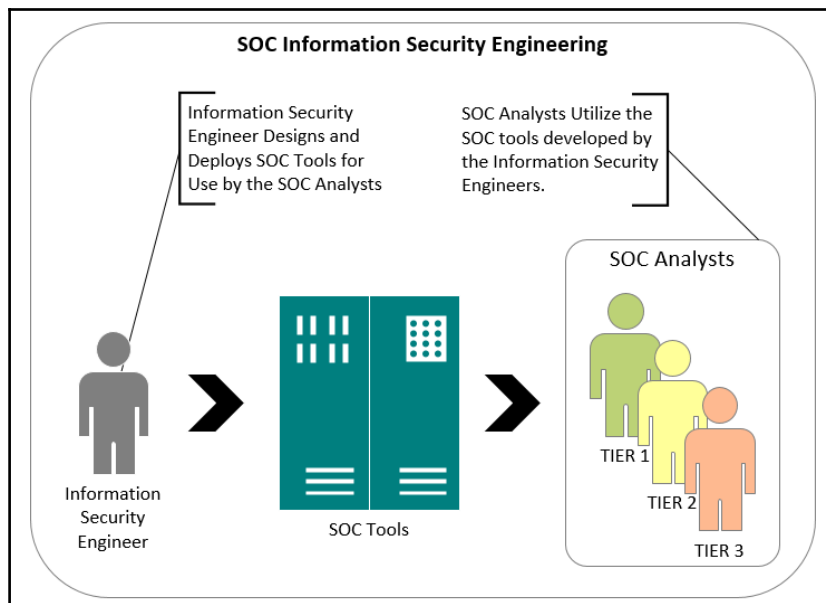 SOC Information Security Engineering
Information Security
Engineer Designs and
Deploys SOC Tools for
Use by the SOC Analysts
SOC Analysts Utilize the
SOC tools developed by
the Information Security
Engineers.
SOC Analysts
TIER 1
TIER 2
TIER 3
Information
Security
Engineer
SOC Tools